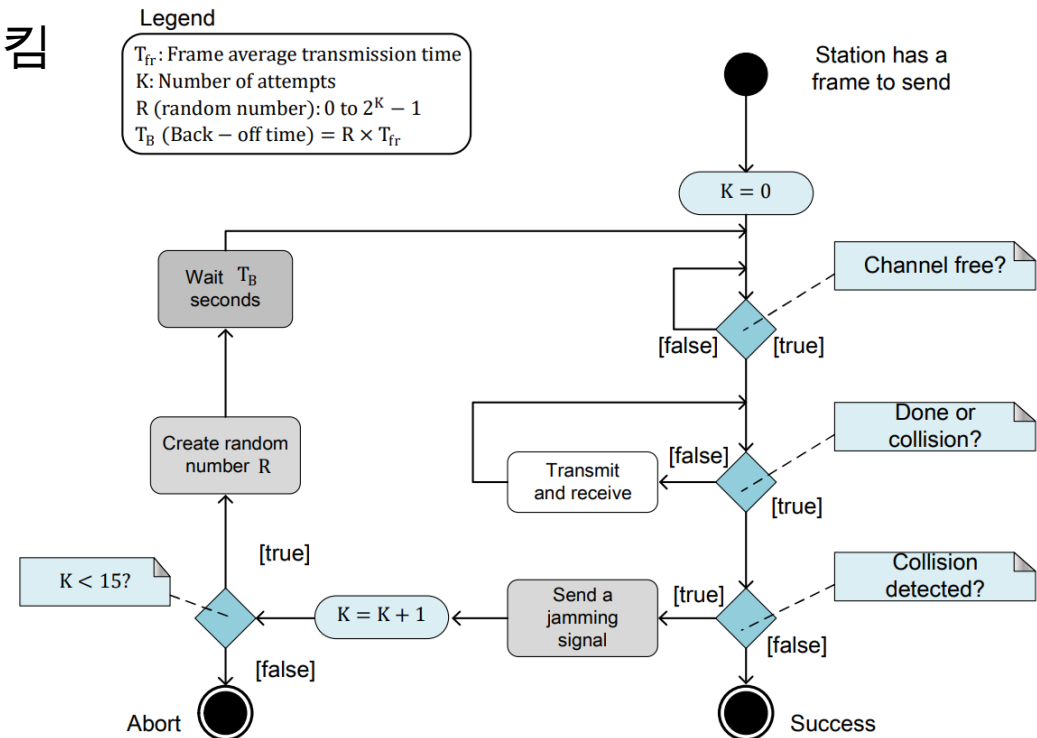 킴
Legend
T_fr : Frame average transmission time
K: Number of attempts
R (random number): 0 to 2^K − 1
T_B (Back − off time) = R × T_fr
Station has a
frame to send
K = 0
Channel free?
[false]
[true]
Done or
collision?
[false]
[true]
Transmit
and receive
Collision
detected?
[true]
[false]
Send a
jamming
signal
K = K + 1
K < 15?
[true]
[false]
Create random
number R
Wait T_B
seconds
Abort
Success